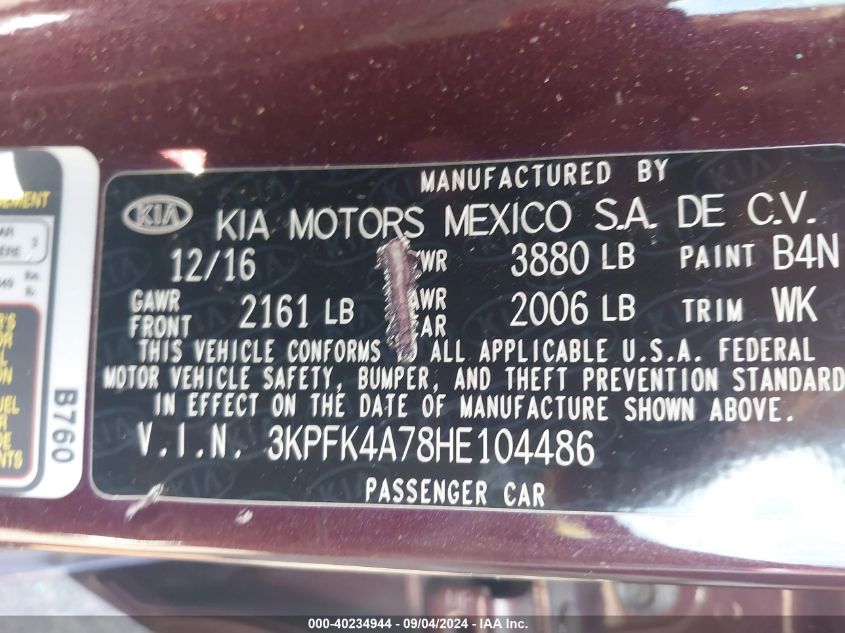 MANUFACTURED BY
KIA KIA MOTORS MEXICO S.A. DE C.V.
12/16 WR 3880 LB PAINT B4N
GAWR FRONT 2161 LB AWR AR 2006 LB TRIM WK
THIS VEHICLE CONFORMS ALL APPLICABLE U.S.A. FEDERAL
MOTOR VEHICLE SAFETY, BUMPER, AND THEFT PREVENTION STANDARD
IN EFFECT ON THE DATE OF MANUFACTURE SHOWN ABOVE.
V.I.N. 3KPFK4A78HE104486
PASSENGER CAR
B760
000-40234944 - 09/04/2024 - IAA Inc.